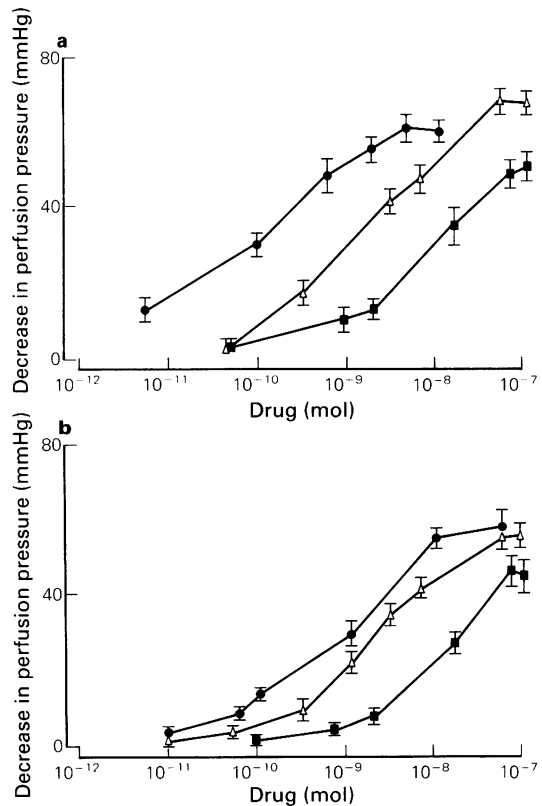 a
Decrease in perfusion pressure (mmHg)
80
40
0
10⁻¹² 10⁻¹¹ 10⁻¹⁰ 10⁻⁹ 10⁻⁸ 10⁻⁷
Drug (mol)
b
Decrease in perfusion pressure (mmHg)
80
40
0
10⁻¹² 10⁻¹¹ 10⁻¹⁰ 10⁻⁹ 10⁻⁸ 10⁻⁷
Drug (mol)